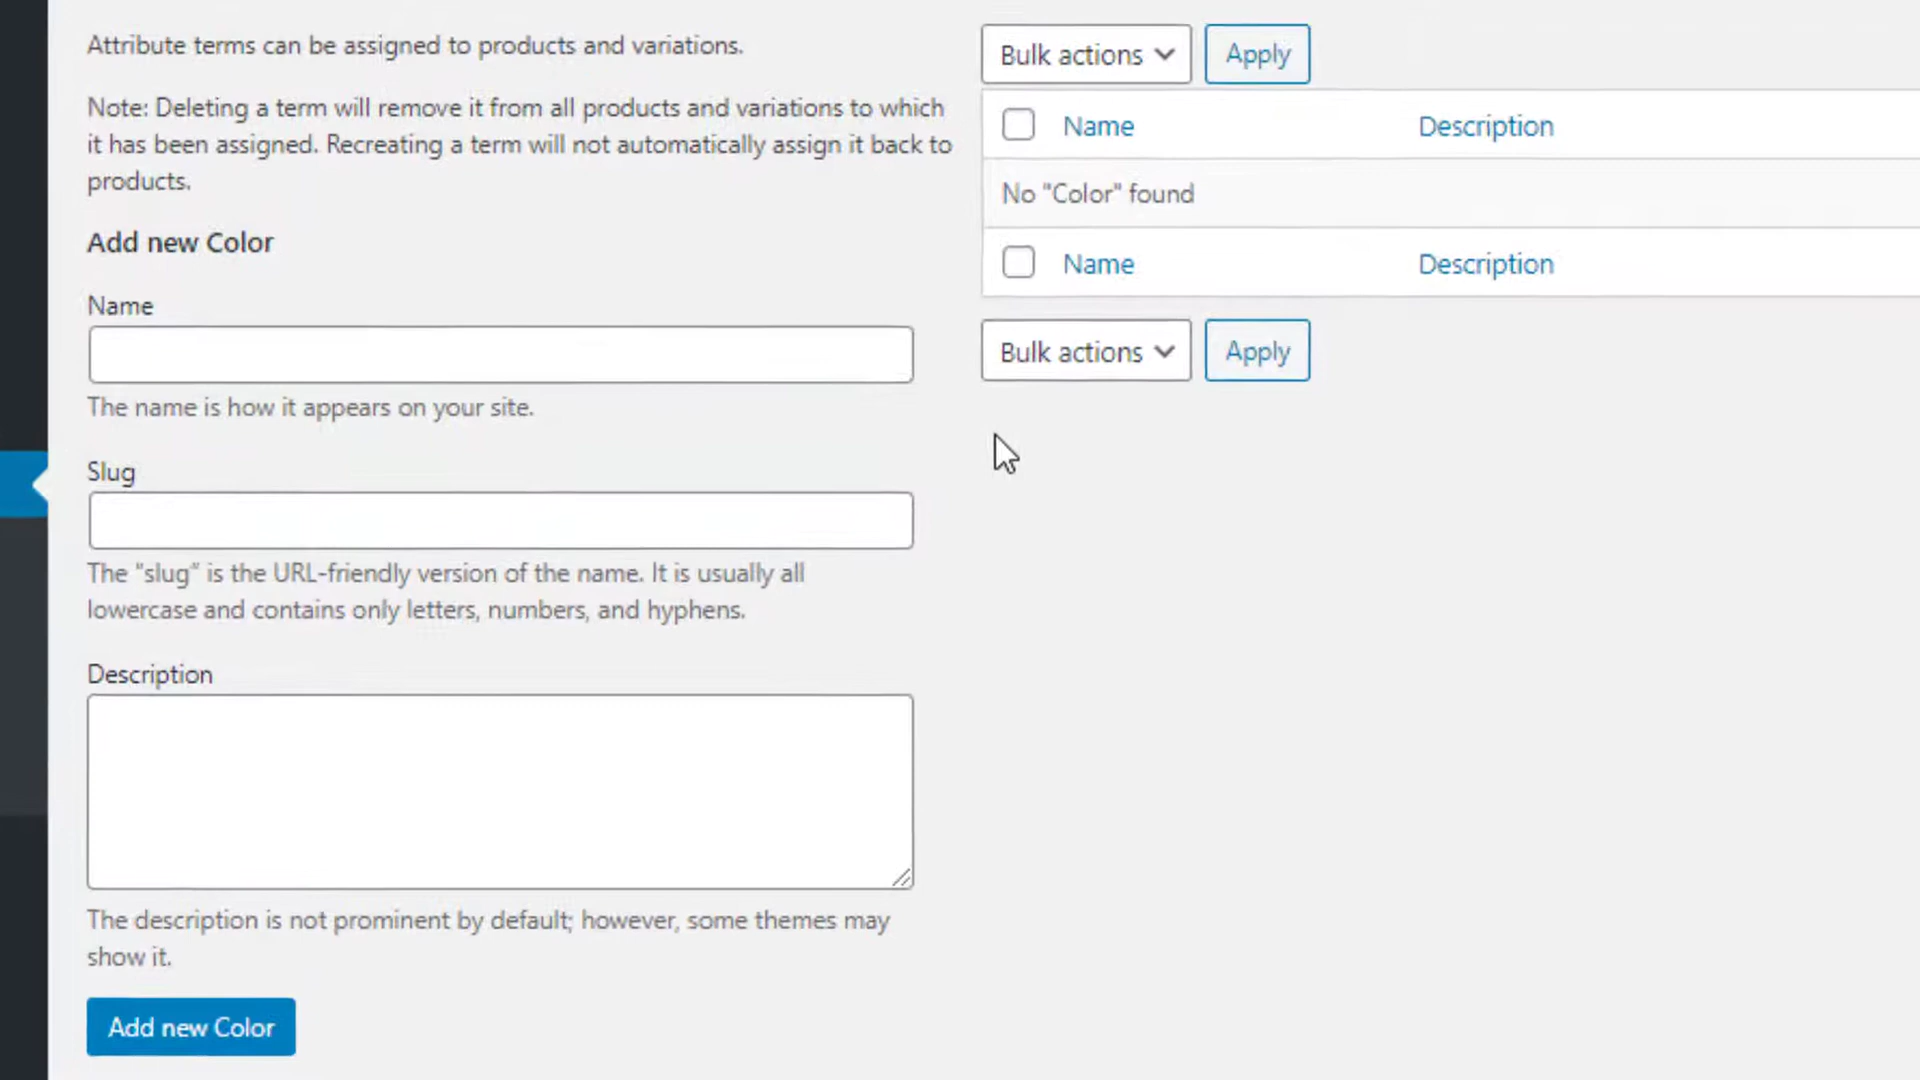 Attribute terms can be assigned to products and variations.
Note: Deleting a term will remove it from all products and variations to which
it has been assigned. Recreating a term will not automatically assign it back to
products.
Add new Color
Name
The name is how it appears on your site.
Slug
The "slug" is the URL-friendly version of the name. It is usually all
lowercase and contains only letters, numbers, and hyphens.
Description
The description is not prominent by default; however, some themes may
show it.
Add new Color
Bulk actions Apply
Name Description
No "Color" found
Name Description
Bulk actions Apply